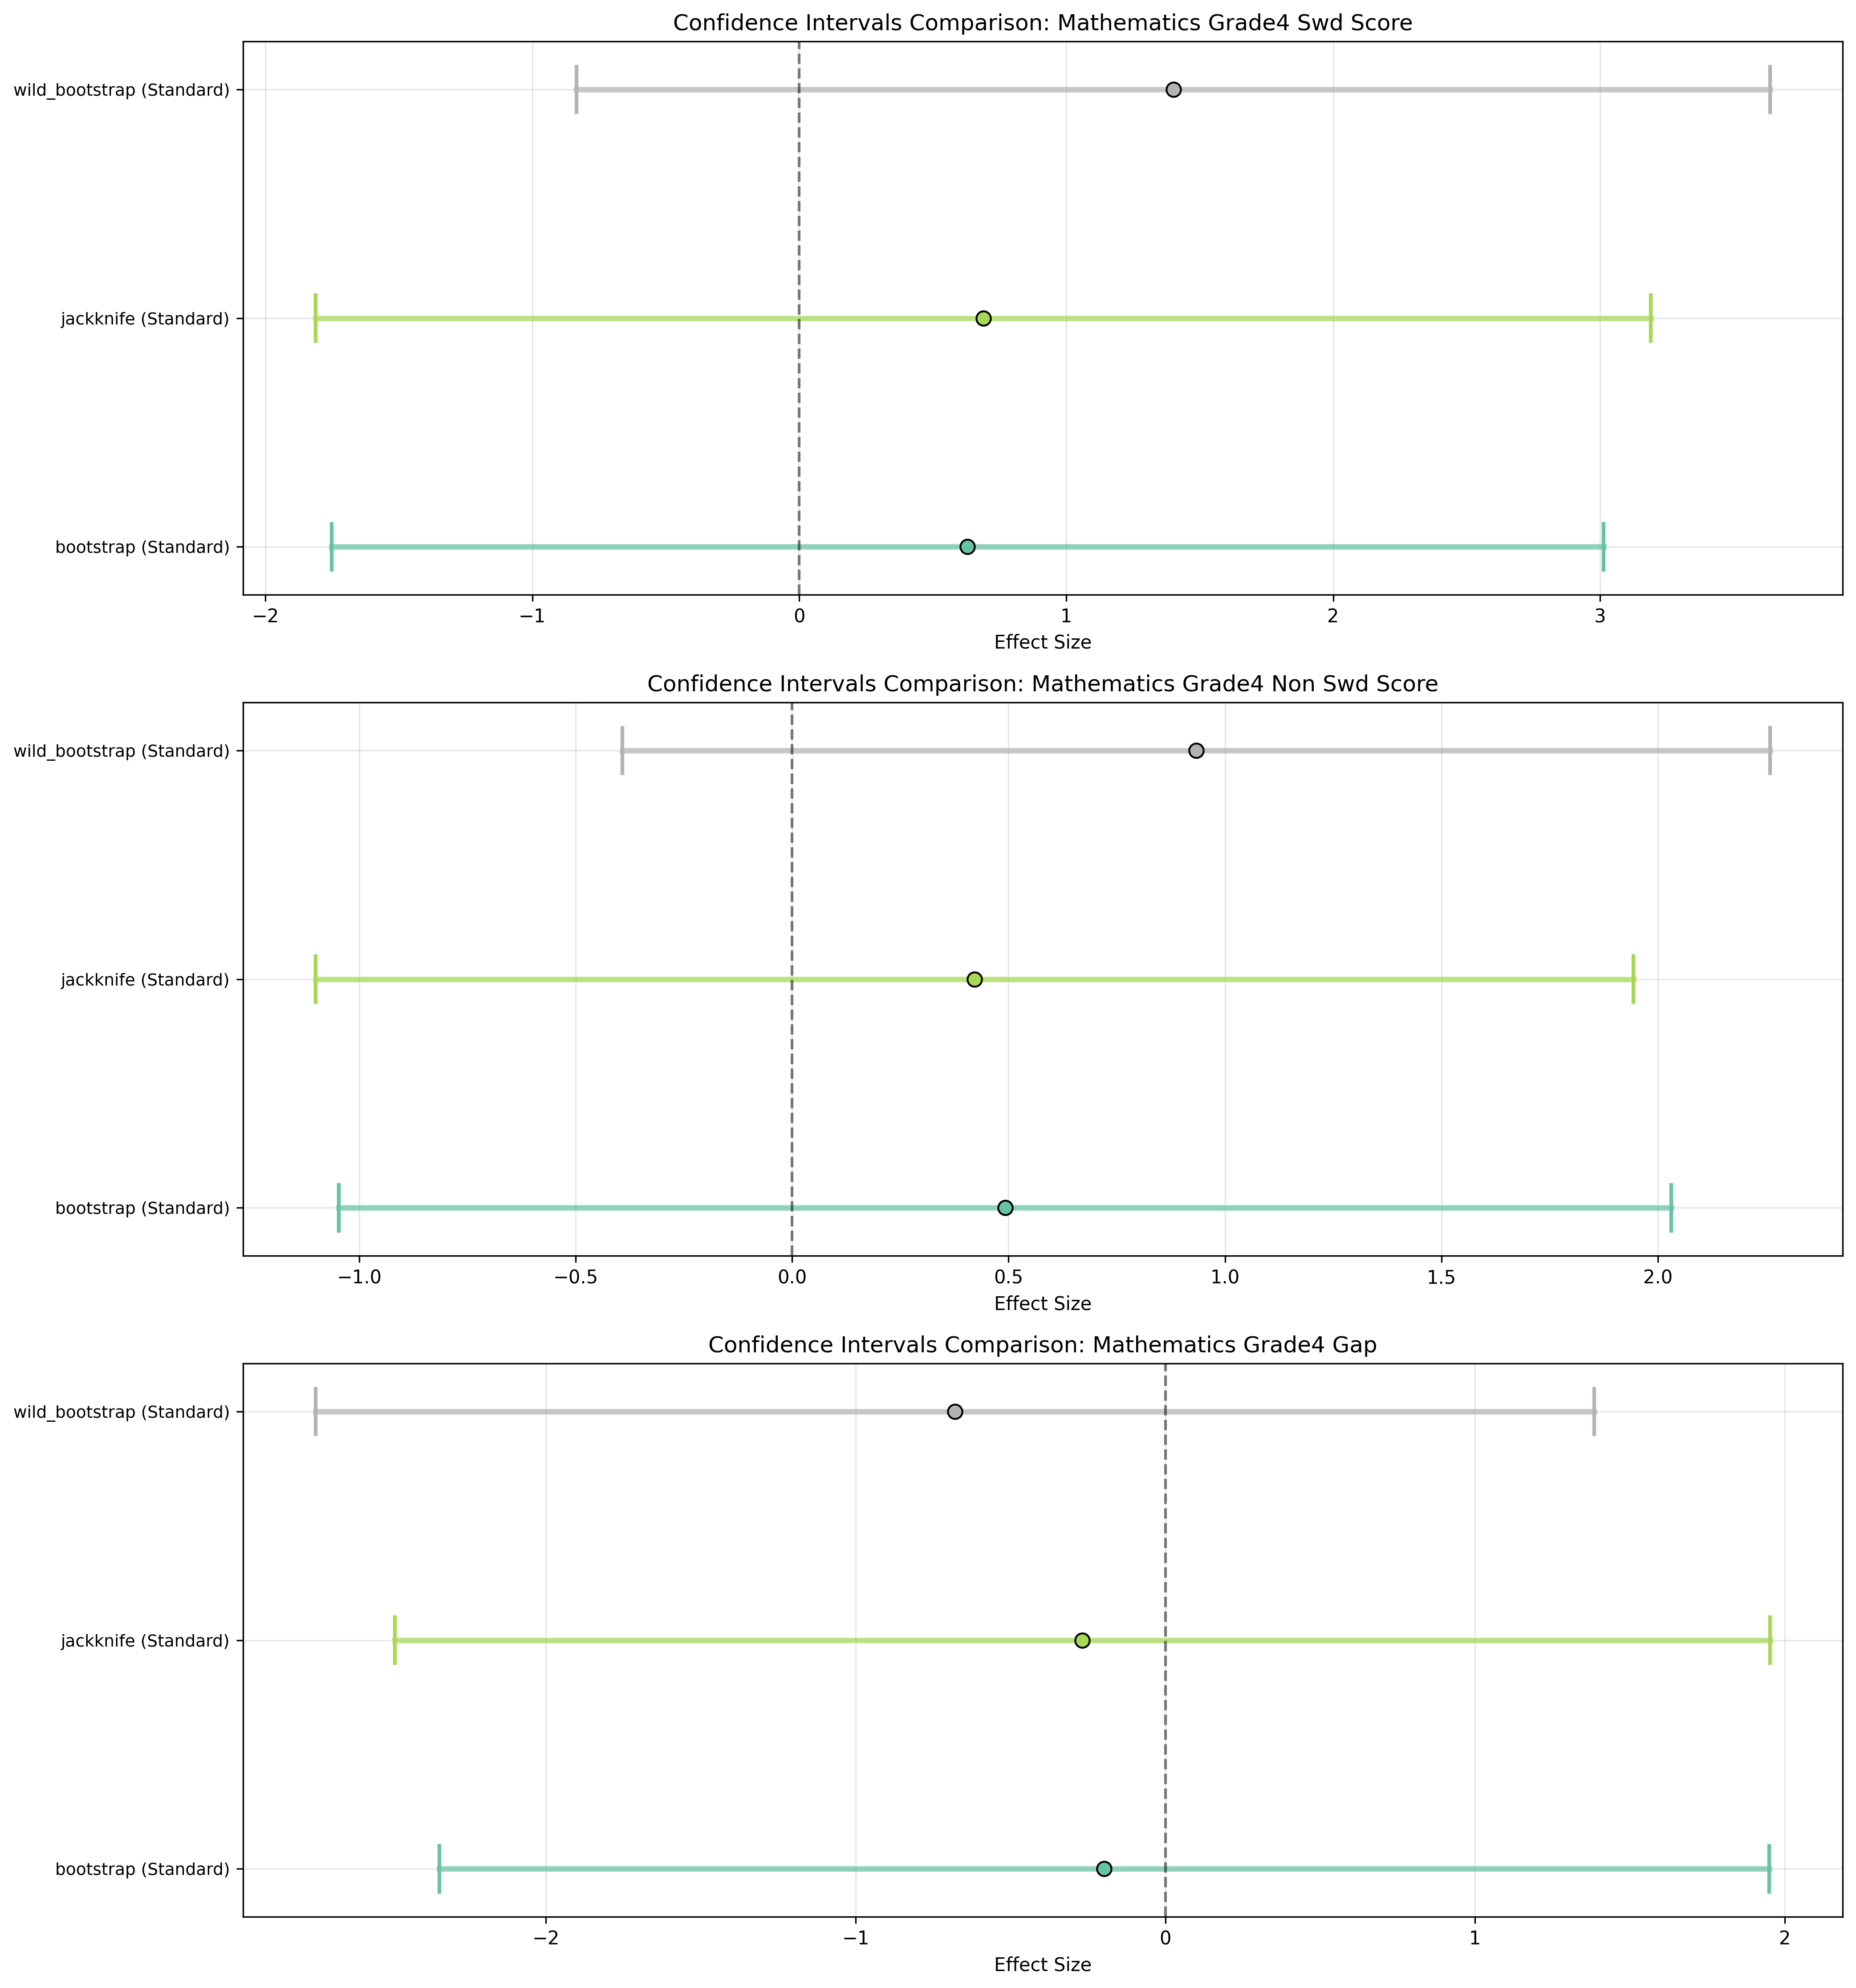 Confidence Intervals Comparison: Mathematics Grade4 Swd Score
wild_bootstrap (Standard)
jackknife (Standard)
bootstrap (Standard)
−2 −1 0 1 2 3
Effect Size
Confidence Intervals Comparison: Mathematics Grade4 Non Swd Score
wild_bootstrap (Standard)
jackknife (Standard)
bootstrap (Standard)
−1.0 −0.5 0.0 0.5 1.0 1.5 2.0
Effect Size
Confidence Intervals Comparison: Mathematics Grade4 Gap
wild_bootstrap (Standard)
jackknife (Standard)
bootstrap (Standard)
−2 −1 0 1 2
Effect Size